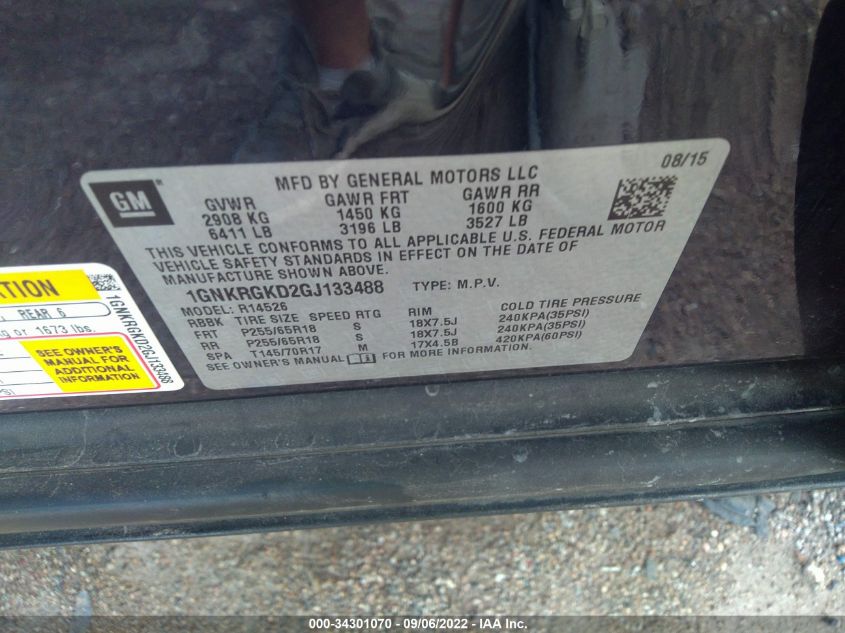 MFD BY GENERAL MOTORS LLC 08/15
GM
GVWR GAWR FRT GAWR RR
2908 KG 1450 KG 1600 KG
6411 LB 3196 LB 3527 LB
THIS VEHICLE CONFORMS TO ALL APPLICABLE U.S. FEDERAL MOTOR
VEHICLE SAFETY STANDARDS IN EFFECT ON THE DATE OF
MANUFACTURE SHOWN ABOVE.
1GNKRGKD2GJ133488 TYPE: M.P.V.
MODEL: R14526
RBBK TIRE SIZE SPEED RTG RIM COLD TIRE PRESSURE
FRT P255/65R18 S 18X7.5J 240KPA(35PSI)
RR P255/65R18 S 18X7.5J 240KPA(35PSI)
SPA T145/70R17 M 17X4.5B 420KPA(60PSI)
SEE OWNER'S MANUAL FOR MORE INFORMATION.
REAR 5
kg or 1673 lbs.
SEE OWNER'S
MANUAL FOR
ADDITIONAL
INFORMATION
1GNKRGKD2GJ133488
000-34301070 - 09/06/2022 - IAA Inc.